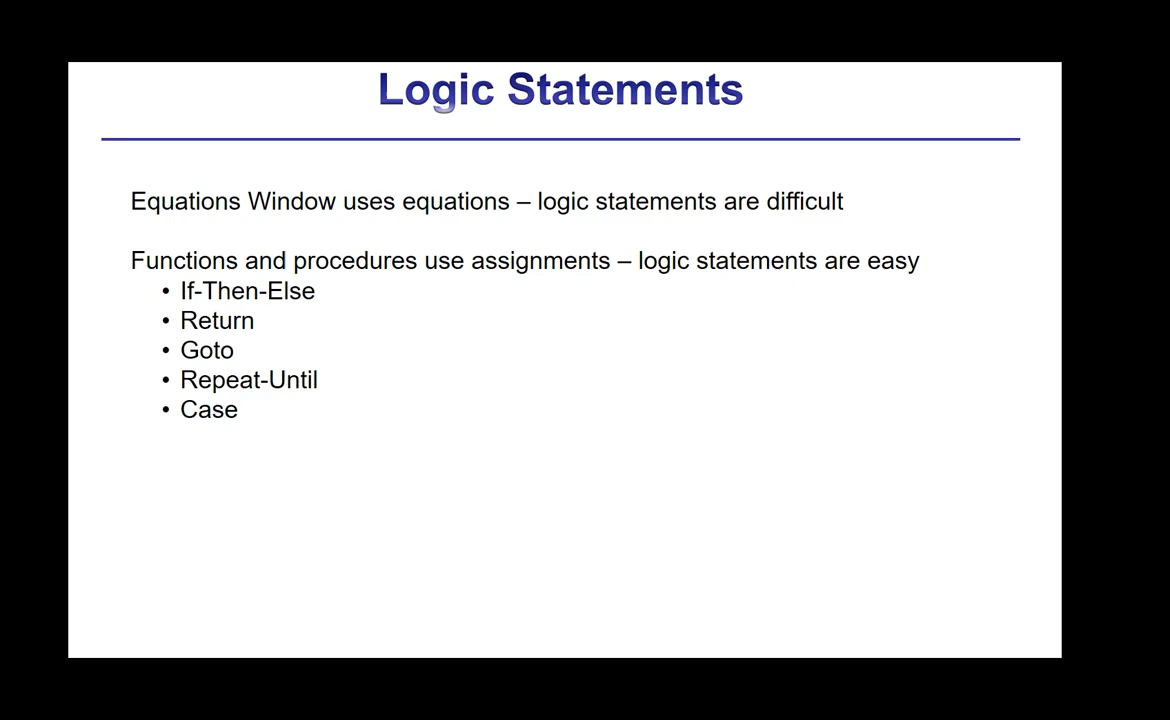 Logic Statements
Equations Window uses equations – logic statements are difficult
Functions and procedures use assignments – logic statements are easy
• If-Then-Else
• Return
• Goto
• Repeat-Until
• Case